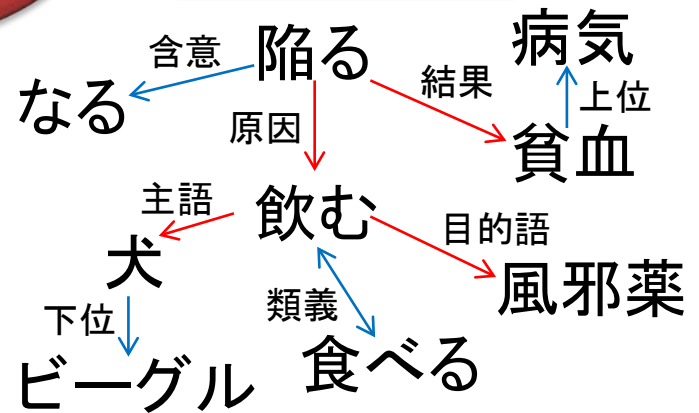 含意
陥る
病気
なる
結果
上位
原因
貧血
主語
飲む
目的語
犬
風邪薬
下位
類義
食べる
ビーグル